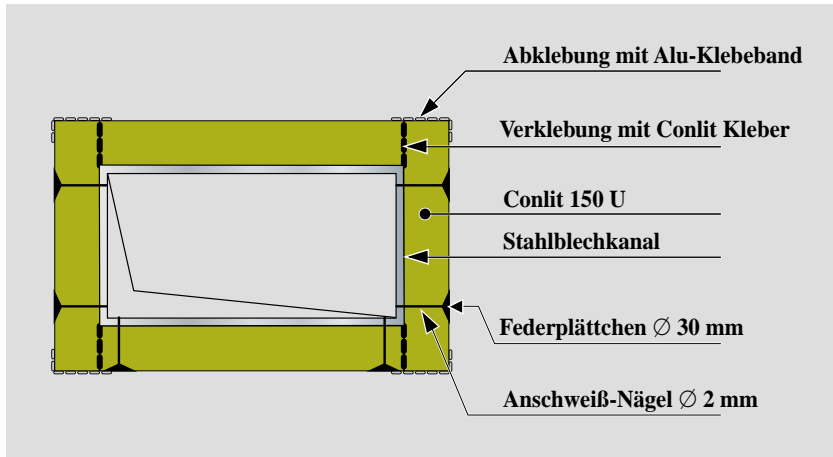 Abklebung mit Alu-Klebeband
Verklebung mit Conlit Kleber
Conlit 150 U
Stahlblechkanal
Federplättchen ∅ 30 mm
Anschweiß-Nägel ∅ 2 mm